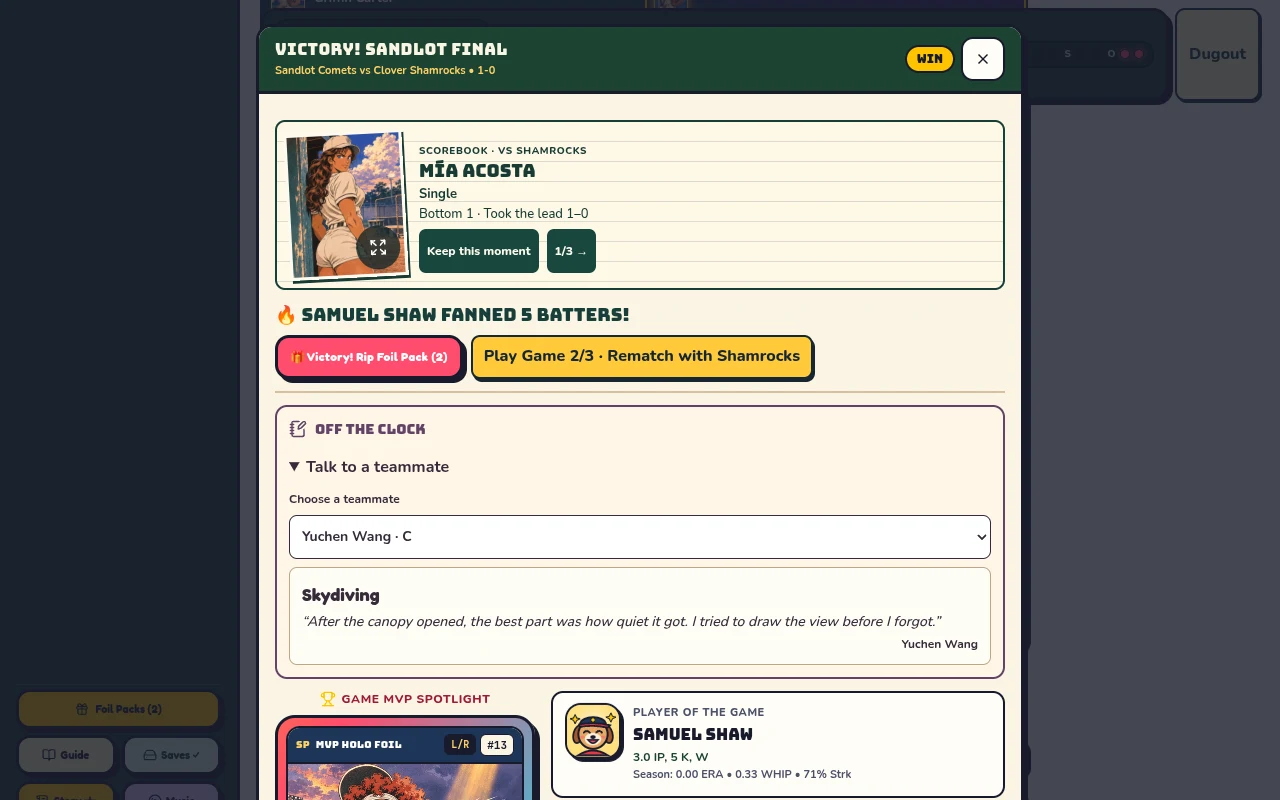 VICTORY! SANDLOT FINAL
Sandlot Comets vs Clover Shamrocks • 1-0
WIN
×
S
O
Dugout
SCOREBOOK · VS SHAMROCKS
MÍA ACOSTA
Single
Bottom 1 · Took the lead 1–0
Keep this moment
1/3 →
🔥 SAMUEL SHAW FANNED 5 BATTERS!
🎁 Victory! Rip Foil Pack (2)
Play Game 2/3 · Rematch with Shamrocks
OFF THE CLOCK
▼ Talk to a teammate
Choose a teammate
Yuchen Wang · C
Skydiving
“After the canopy opened, the best part was how quiet it got. I tried to draw the view before I forgot.”
Yuchen Wang
GAME MVP SPOTLIGHT
SP MVP HOLO FOIL
L/R
#13
PLAYER OF THE GAME
SAMUEL SHAW
3.0 IP, 5 K, W
Season: 0.00 ERA • 0.33 WHIP • 71% Strk
Foil Packs (2)
Guide
Saves ✓